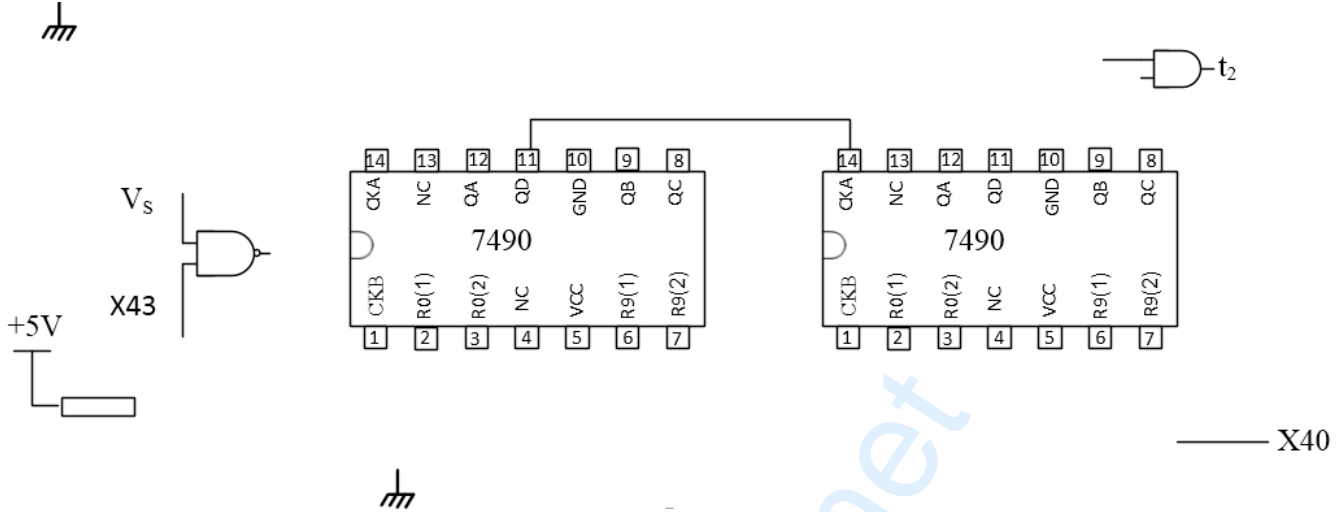 t2
14 13 12 11 10 9 8
CKA NC QA QD GND QB QC
7490
CKB R0(1) R0(2) NC VCC R9(1) R9(2)
1 2 3 4 5 6 7
14 13 12 11 10 9 8
CKA NC QA QD GND QB QC
7490
CKB R0(1) R0(2) NC VCC R9(1) R9(2)
1 2 3 4 5 6 7
VS
X43
+5V
X40
net